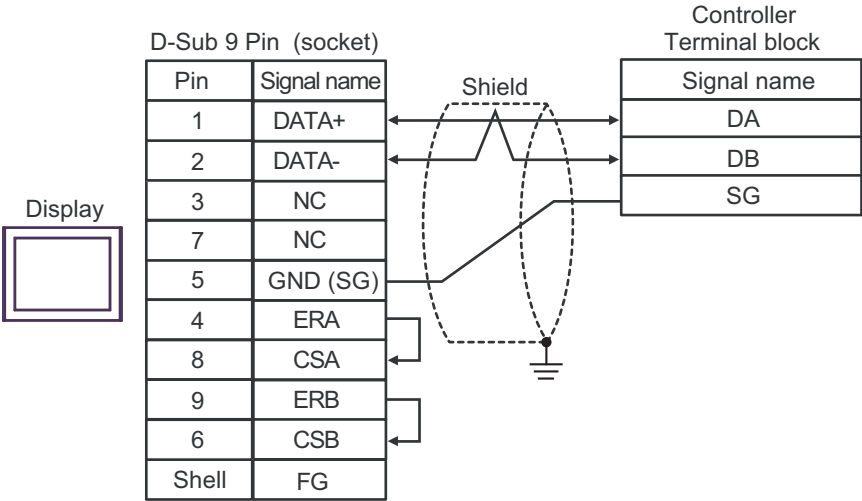 Controller
D-Sub 9 Pin (socket)
Terminal block
Pin Signal name
Shield
Signal name
1 DATA+
DA
2 DATA-
DB
3 NC
SG
Display
7 NC
5 GND (SG)
4 ERA
8 CSA
9 ERB
6 CSB
Shell FG